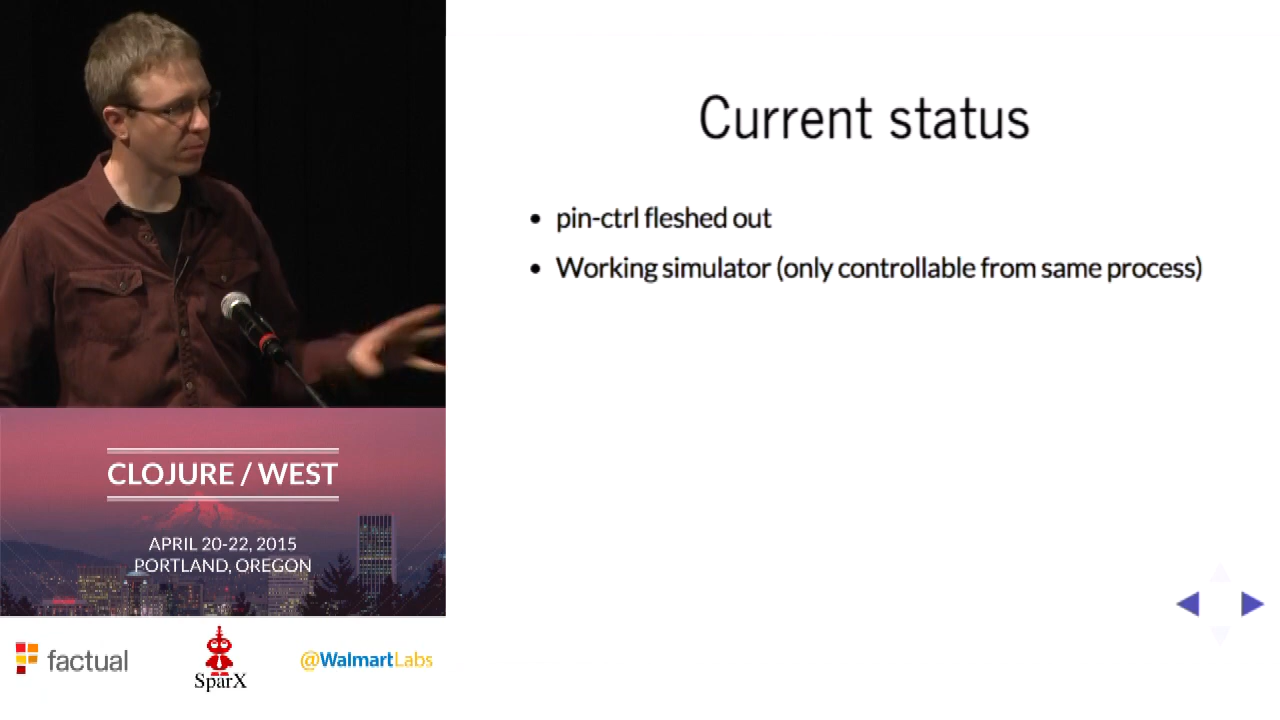 Current status
pin-ctrl fleshed out
Working simulator (only controllable from same process)
CLOJURE / WEST
APRIL 20-22, 2015
PORTLAND, OREGON
factual
SparX
@WalmartLabs